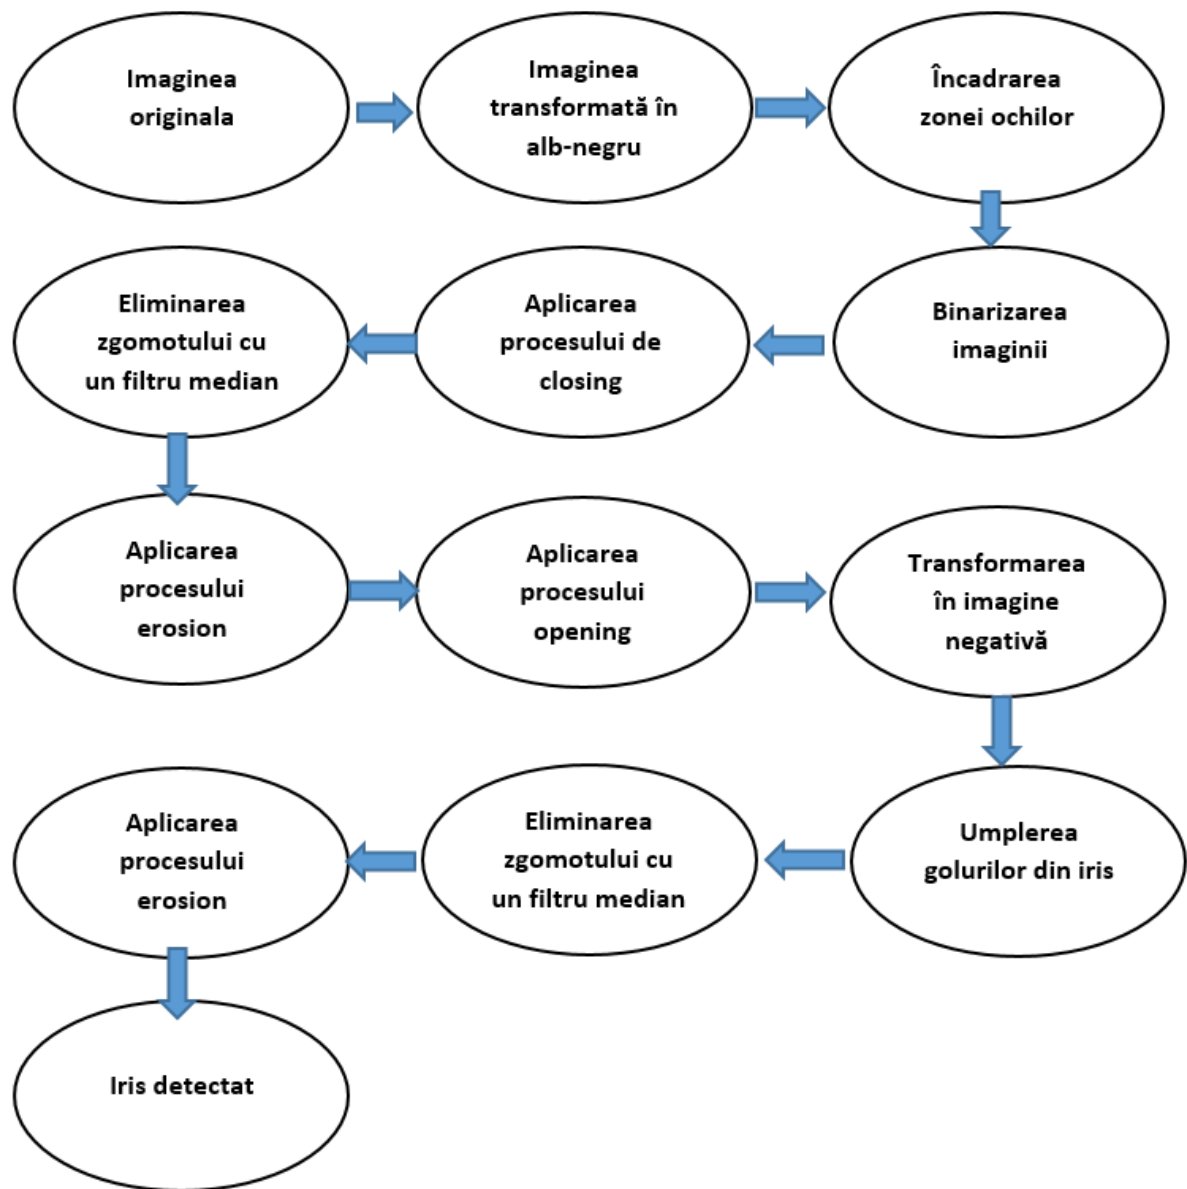 Imaginea
originala
Imaginea
transformată în
alb-negru
Încadrarea
zonei ochilor
Binarizarea
imaginii
Aplicarea
procesului de
closing
Eliminarea
zgomotului cu
un filtru median
Aplicarea
procesului
erosion
Aplicarea
procesului
opening
Transformarea
în imagine
negativă
Umplerea
golurilor din iris
Eliminarea
zgomotului cu
un filtru median
Aplicarea
procesului
erosion
Iris detectat